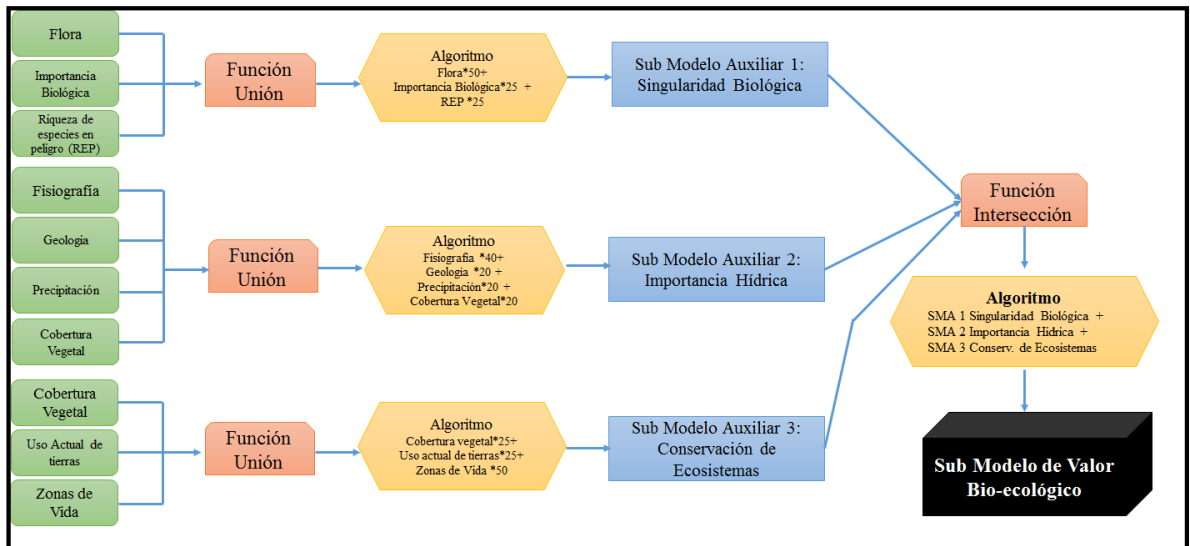 Flora
Importancia
Biológica
Riqueza de
especies en
peligro (REP)
Función
Unión
Algoritmo
Flora*50+
Importancia Biológica*25 +
REP *25
Sub Modelo Auxiliar 1:
Singularidad Biológica
Fisiografía
Geología
Precipitación
Cobertura
Vegetal
Función
Unión
Algoritmo
Fisiografía *40+
Geología *20 +
Precipitación*20 +
Cobertura Vegetal*20
Sub Modelo Auxiliar 2:
Importancia Hídrica
Cobertura
Vegetal
Uso Actual de
tierras
Zonas de
Vida
Función
Unión
Algoritmo
Cobertura vegetal*25+
Uso actual de tierras*25+
Zonas de Vida *50
Sub Modelo Auxiliar 3:
Conservación de
Ecosistemas
Función
Intersección
Algoritmo
SMA 1 Singularidad Biológica +
SMA 2 Importancia Hídrica +
SMA 3 Conserv. de Ecosistemas
Sub Modelo de Valor
Bio-ecológico